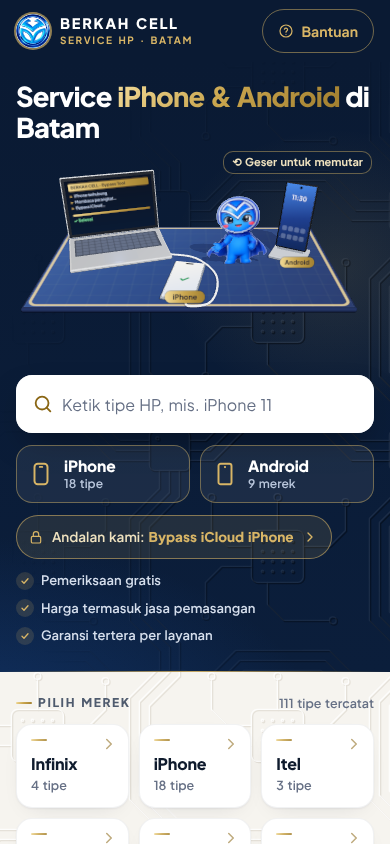 BERKAH CELL
SERVICE HP · BATAM
Bantuan
Service iPhone & Android di
Batam
Geser untuk memutar
11:30
iPhone
Android
Ketik tipe HP, mis. iPhone 11
iPhone
18 tipe
Android
9 merek
Andalan kami: Bypass iCloud iPhone
Pemeriksaan gratis
Harga termasuk jasa pemasangan
Garansi tertera per layanan
PILIH MEREK
111 tipe tercatat
Infinix
4 tipe
iPhone
18 tipe
Itel
3 tipe